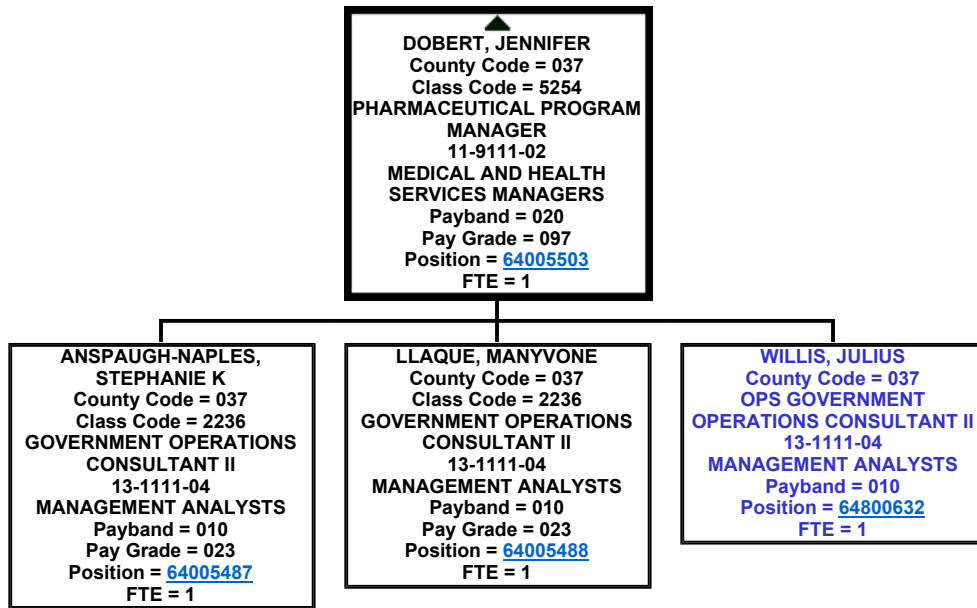 DOBERT, JENNIFER
County Code = 037
Class Code = 5254
PHARMACEUTICAL PROGRAM
MANAGER
11-9111-02
MEDICAL AND HEALTH
SERVICES MANAGERS
Payband = 020
Pay Grade = 097
Position = 64005503
FTE = 1
ANSPAUGH-NAPLES,
STEPHANIE K
County Code = 037
Class Code = 2236
GOVERNMENT OPERATIONS
CONSULTANT II
13-1111-04
MANAGEMENT ANALYSTS
Payband = 010
Pay Grade = 023
Position = 64005487
FTE = 1
LLAQUE, MANYVONE
County Code = 037
Class Code = 2236
GOVERNMENT OPERATIONS
CONSULTANT II
13-1111-04
MANAGEMENT ANALYSTS
Payband = 010
Pay Grade = 023
Position = 64005488
FTE = 1
WILLIS, JULIUS
County Code = 037
OPS GOVERNMENT
OPERATIONS CONSULTANT II
13-1111-04
MANAGEMENT ANALYSTS
Payband = 010
Position = 64800632
FTE = 1